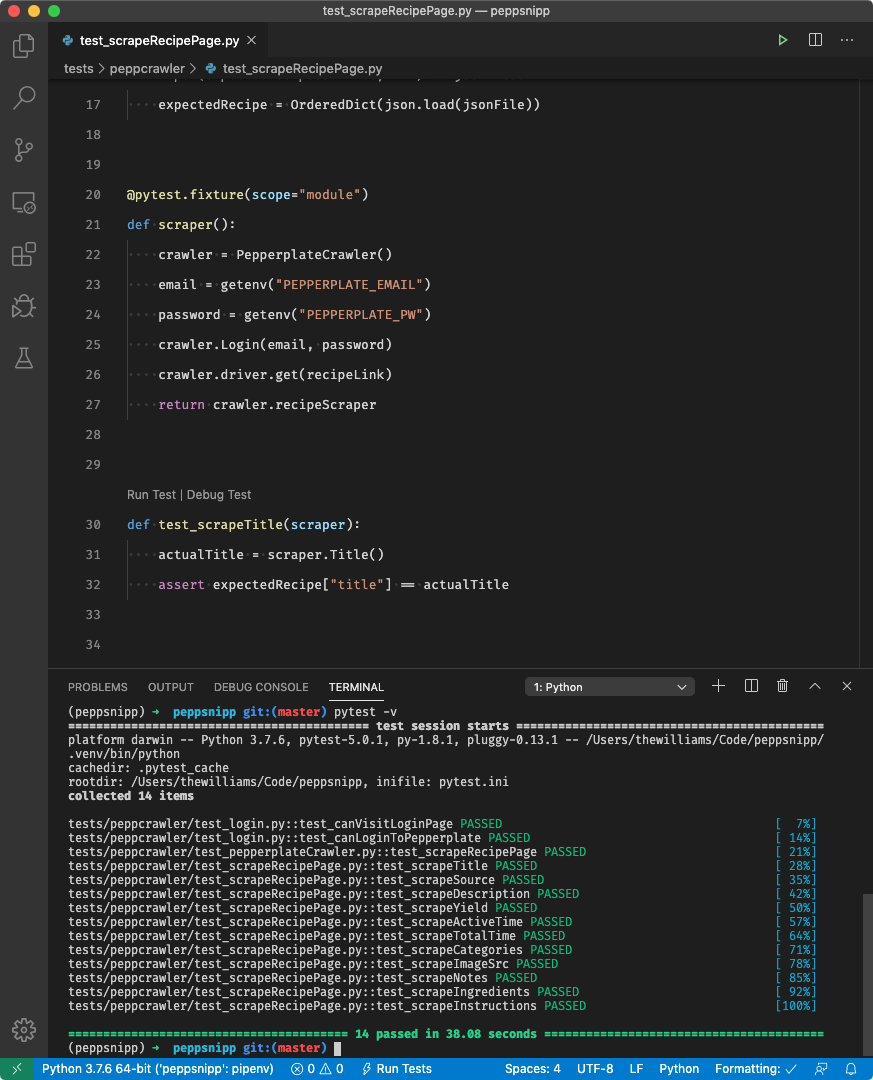 test_scrapeRecipePage.py — peppsnipp
test_scrapeRecipePage.py
tests > peppcrawler > test_scrapeRecipePage.py
17 expectedRecipe = OrderedDict(json.load(jsonFile))
18
19
20 @pytest.fixture(scope="module")
21 def scraper():
22 crawler = PepperplateCrawler()
23 email = getenv("PEPPERPLATE_EMAIL")
24 password = getenv("PEPPERPLATE_PW")
25 crawler.Login(email, password)
26 crawler.driver.get(recipeLink)
27 return crawler.recipeScraper
28
29
Run Test | Debug Test
30 def test_scrapeTitle(scraper):
31 actualTitle = scraper.Title()
32 assert expectedRecipe["title"] == actualTitle
33
34
PROBLEMS OUTPUT DEBUG CONSOLE TERMINAL 1: Python
(peppsnipp) ➜ peppsnipp git:(master) pytest -v
=========================================== test session starts ============================================
platform darwin -- Python 3.7.6, pytest-5.0.1, py-1.8.1, pluggy-0.13.1 -- /Users/thewilliams/Code/peppsnipp/
.venv/bin/python
cachedir: .pytest_cache
rootdir: /Users/thewilliams/Code/peppsnipp, inifile: pytest.ini
collected 14 items
tests/peppcrawler/test_login.py::test_canVisitLoginPage PASSED [ 7%]
tests/peppcrawler/test_login.py::test_canLoginToPepperplate PASSED [ 14%]
tests/peppcrawler/test_pepperplateCrawler.py::test_scrapeRecipePage PASSED [ 21%]
tests/peppcrawler/test_scrapeRecipePage.py::test_scrapeTitle PASSED [ 28%]
tests/peppcrawler/test_scrapeRecipePage.py::test_scrapeSource PASSED [ 35%]
tests/peppcrawler/test_scrapeRecipePage.py::test_scrapeDescription PASSED [ 42%]
tests/peppcrawler/test_scrapeRecipePage.py::test_scrapeYield PASSED [ 50%]
tests/peppcrawler/test_scrapeRecipePage.py::test_scrapeActiveTime PASSED [ 57%]
tests/peppcrawler/test_scrapeRecipePage.py::test_scrapeTotalTime PASSED [ 64%]
tests/peppcrawler/test_scrapeRecipePage.py::test_scrapeCategories PASSED [ 71%]
tests/peppcrawler/test_scrapeRecipePage.py::test_scrapeImageSrc PASSED [ 78%]
tests/peppcrawler/test_scrapeRecipePage.py::test_scrapeNotes PASSED [ 85%]
tests/peppcrawler/test_scrapeRecipePage.py::test_scrapeIngredients PASSED [ 92%]
tests/peppcrawler/test_scrapeRecipePage.py::test_scrapeInstructions PASSED [100%]
======================================== 14 passed in 38.08 seconds ========================================
(peppsnipp) ➜ peppsnipp git:(master)
Python 3.7.6 64-bit ('peppsnipp': pipenv) 0 0 Run Tests Spaces: 4 UTF-8 LF Python Formatting: ✓